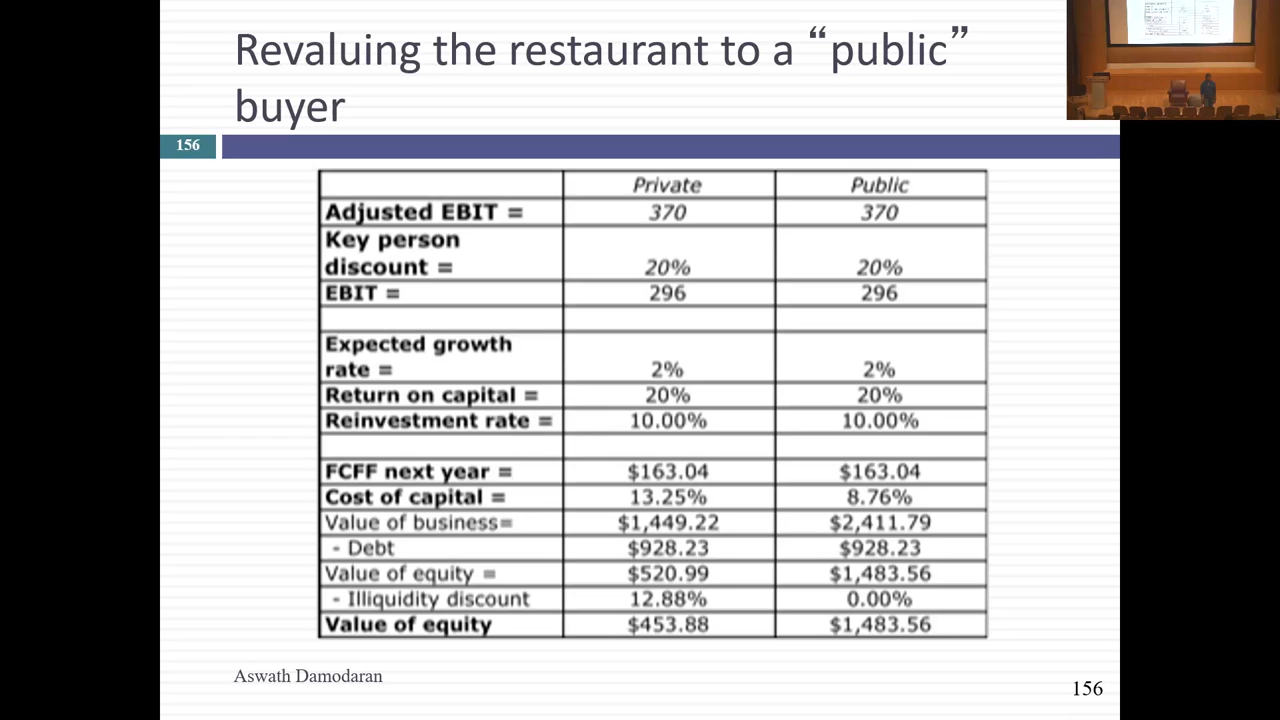 Revaluing the restaurant to a “public”
buyer
156
Private Public
Adjusted EBIT = 370 370
Key person
discount = 20% 20%
EBIT = 296 296
Expected growth
rate = 2% 2%
Return on capital = 20% 20%
Reinvestment rate = 10.00% 10.00%
FCFF next year = $163.04 $163.04
Cost of capital = 13.25% 8.76%
Value of business= $1,449.22 $2,411.79
- Debt $928.23 $928.23
Value of equity = $520.99 $1,483.56
- Illiquidity discount 12.88% 0.00%
Value of equity $453.88 $1,483.56
Aswath Damodaran
156